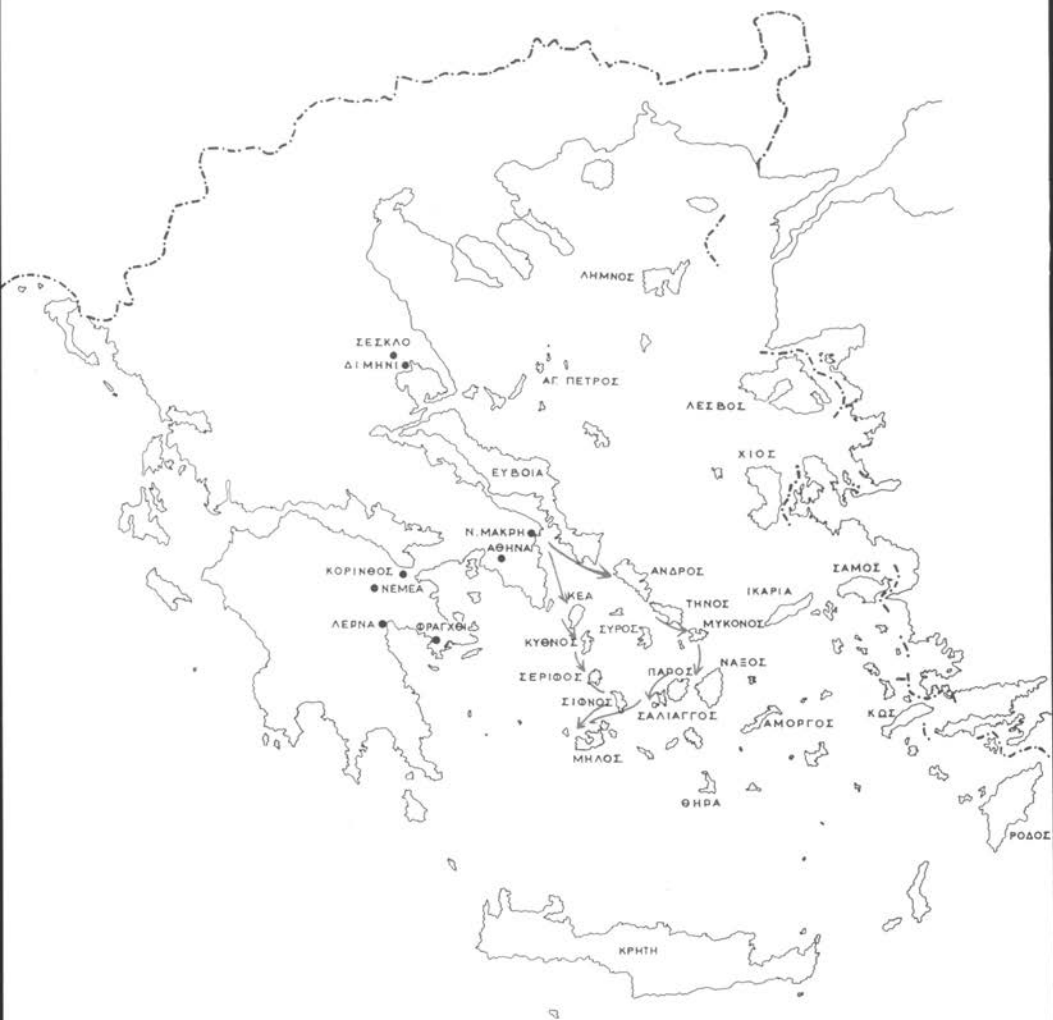 ΛΗΜΝΟΣ
ΣΕΣΚΛΟ
ΔΙΜΗΝΙ
ΑΓ. ΠΕΤΡΟΣ
ΛΕΣΒΟΣ
ΧΙΟΣ
ΕΥΒΟΙΑ
Ν. ΜΑΚΡΗ
ΑΘΗΝΑ
ΚΟΡΙΝΘΟΣ
ΝΕΜΕΑ
ΛΕΡΝΑ
ΦΡΑΓΧΘΙ
ΑΝΔΡΟΣ
ΣΑΜΟΣ
ΙΚΑΡΙΑ
ΚΕΑ
ΤΗΝΟΣ
ΜΥΚΟΝΟΣ
ΣΥΡΟΣ
ΚΥΘΝΟΣ
ΝΑΞΟΣ
ΠΑΡΟΣ
ΣΕΡΙΦΟΣ
ΣΙΦΝΟΣ
ΣΑΛΙΑΓΓΟΣ
ΑΜΟΡΓΟΣ
ΚΩΣ
ΜΗΛΟΣ
ΘΗΡΑ
ΡΟΔΟΣ
ΚΡΗΤΗ